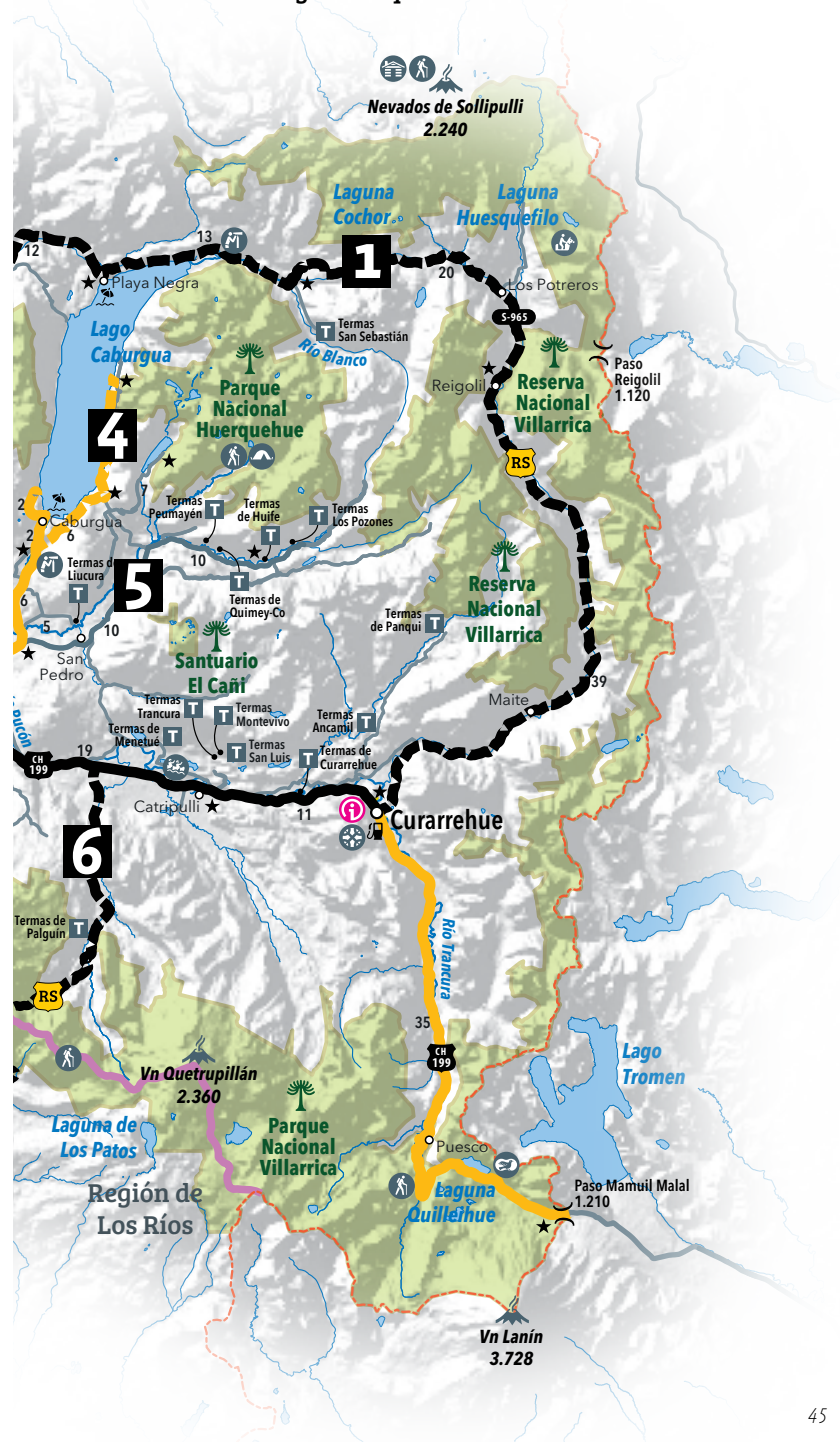 Nevados de Sollipulli
2.240
Laguna
Cochor
Laguna
Huesquefilo
12
13
1
20
Playa Negra
Los Potreros
S-965
Lago
Caburgua
T
Termas
San Sebastián
Río Blanco
Parque
Nacional
Huerquehue
Reigolil
Reserva
Nacional
Villarrica
Paso
Reigolil
1.120
4
RS
7
2
Caburgua
2
6
Termas
Peumayén
T
Termas
de Huife
T
T
Termas
Los Pozones
10
Termas de
Liucura
T
5
T
Termas de
Quimey-Co
Reserva
Nacional
Villarrica
6
5
10
San
Pedro
Termas
de Panqui
T
Santuario
El Cañi
Termas
Trancura
T
T
Termas
Montevivo
Termas de
Menetué
T
T
Termas
San Luis
Termas
Ancamil
T
T
Termas de
Curarrehue
Maite
39
Pucón
CH
199
19
Catripulli
11
i
Curarrehue
6
Termas de
Palguín
T
RS
Río Trancura
35
CH
199
Vn Quetrupillán
2.360
Lago
Tromen
Laguna de
Los Patos
Parque
Nacional
Villarrica
Puesco
Región de
Los Ríos
Laguna
Quilleihue
Paso Mamuil Malal
1.210
Vn Lanín
3.728
45